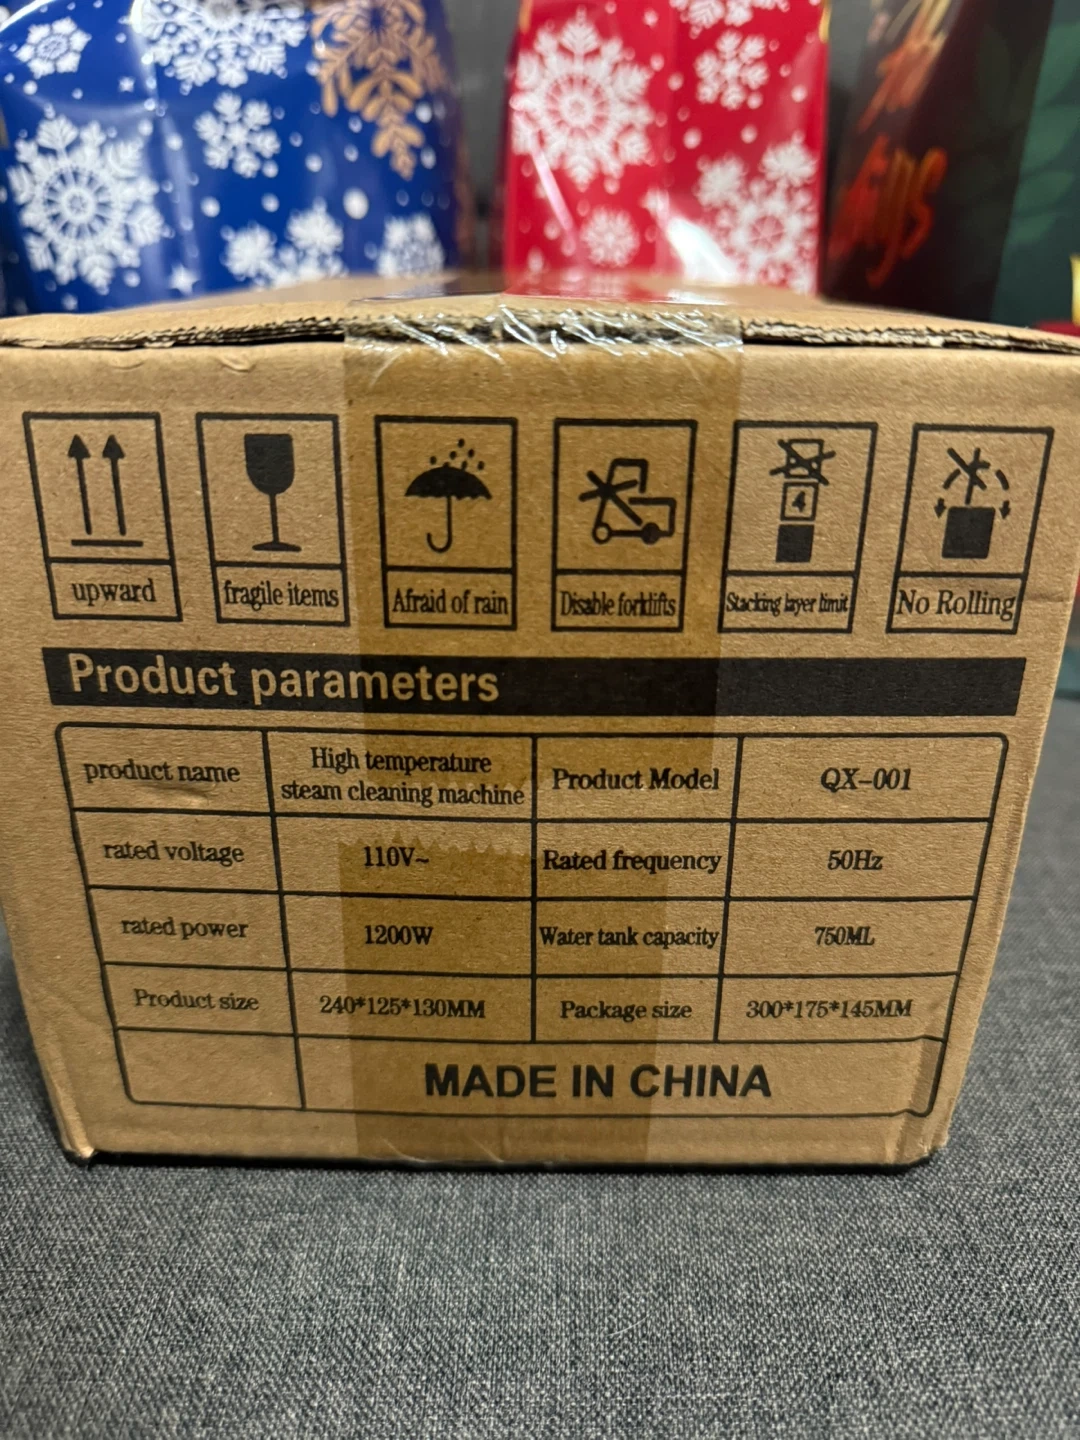 4
upward
fragile items
Afraid of rain
Disable forklifts
Stacking layer limit
No Rolling
Product parameters
product name
High temperature
steam cleaning machine
Product Model
QX-001
rated voltage
110V~
Rated frequency
50Hz
rated power
1200W
Water tank capacity
750ML
Product size
240*125*130MM
Package size
300*175*145MM
MADE IN CHINA